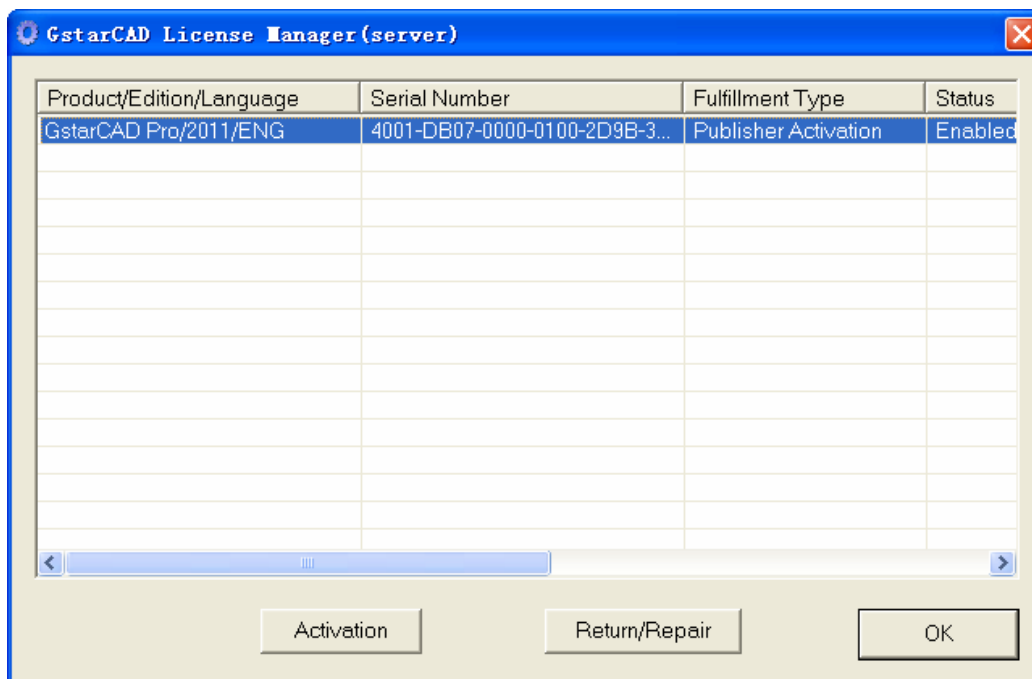 GstarCAD License Manager(server)
Product/Edition/Language Serial Number Fulfillment Type Status
GstarCAD Pro/2011/ENG 4001-DB07-0000-0100-2D9B-3... Publisher Activation Enabled
Activation Return/Repair OK